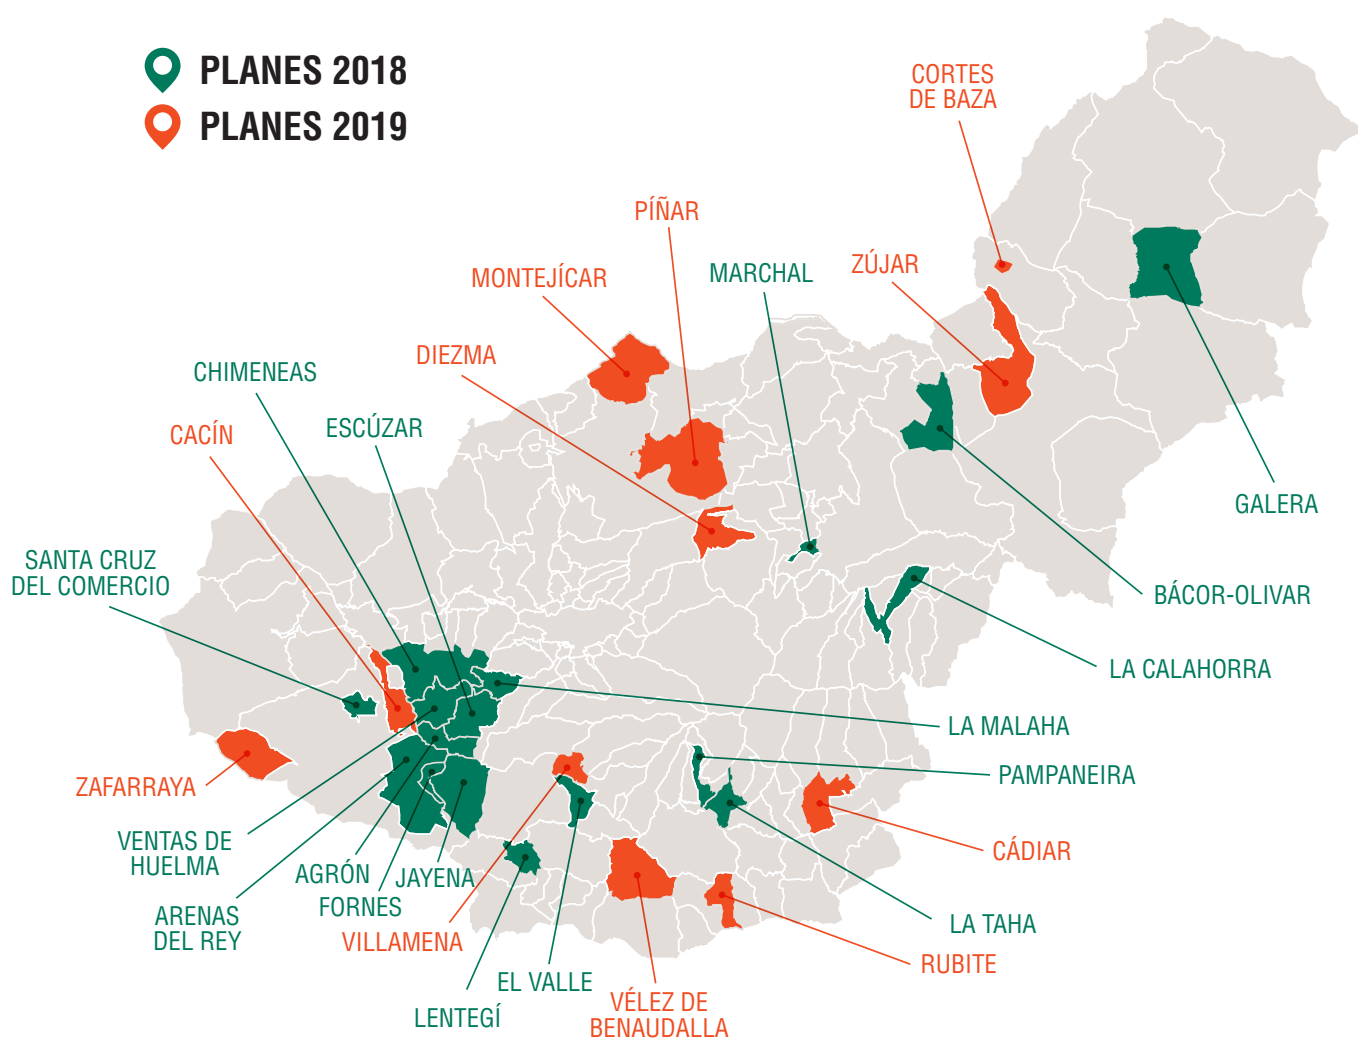 PLANES 2018
PLANES 2019
CORTES
DE BAZA
PÍÑAR
MONTEJÍCAR
MARCHAL
ZÚJAR
DIEZMA
CHIMENEAS
CACÍN
ESCÚZAR
GALERA
SANTA CRUZ
DEL COMERCIO
BÁCOR-OLIVAR
LA CALAHORRA
LA MALAHA
PAMPANEIRA
ZAFARRAYA
VENTAS DE
HUELMA
CÁDIAR
AGRÓN
JAYENA
FORNES
ARENAS
DEL REY
VILLAMENA
LA TAHA
RUBITE
EL VALLE
LENTEGÍ
VÉLEZ DE
BENAUDALLA